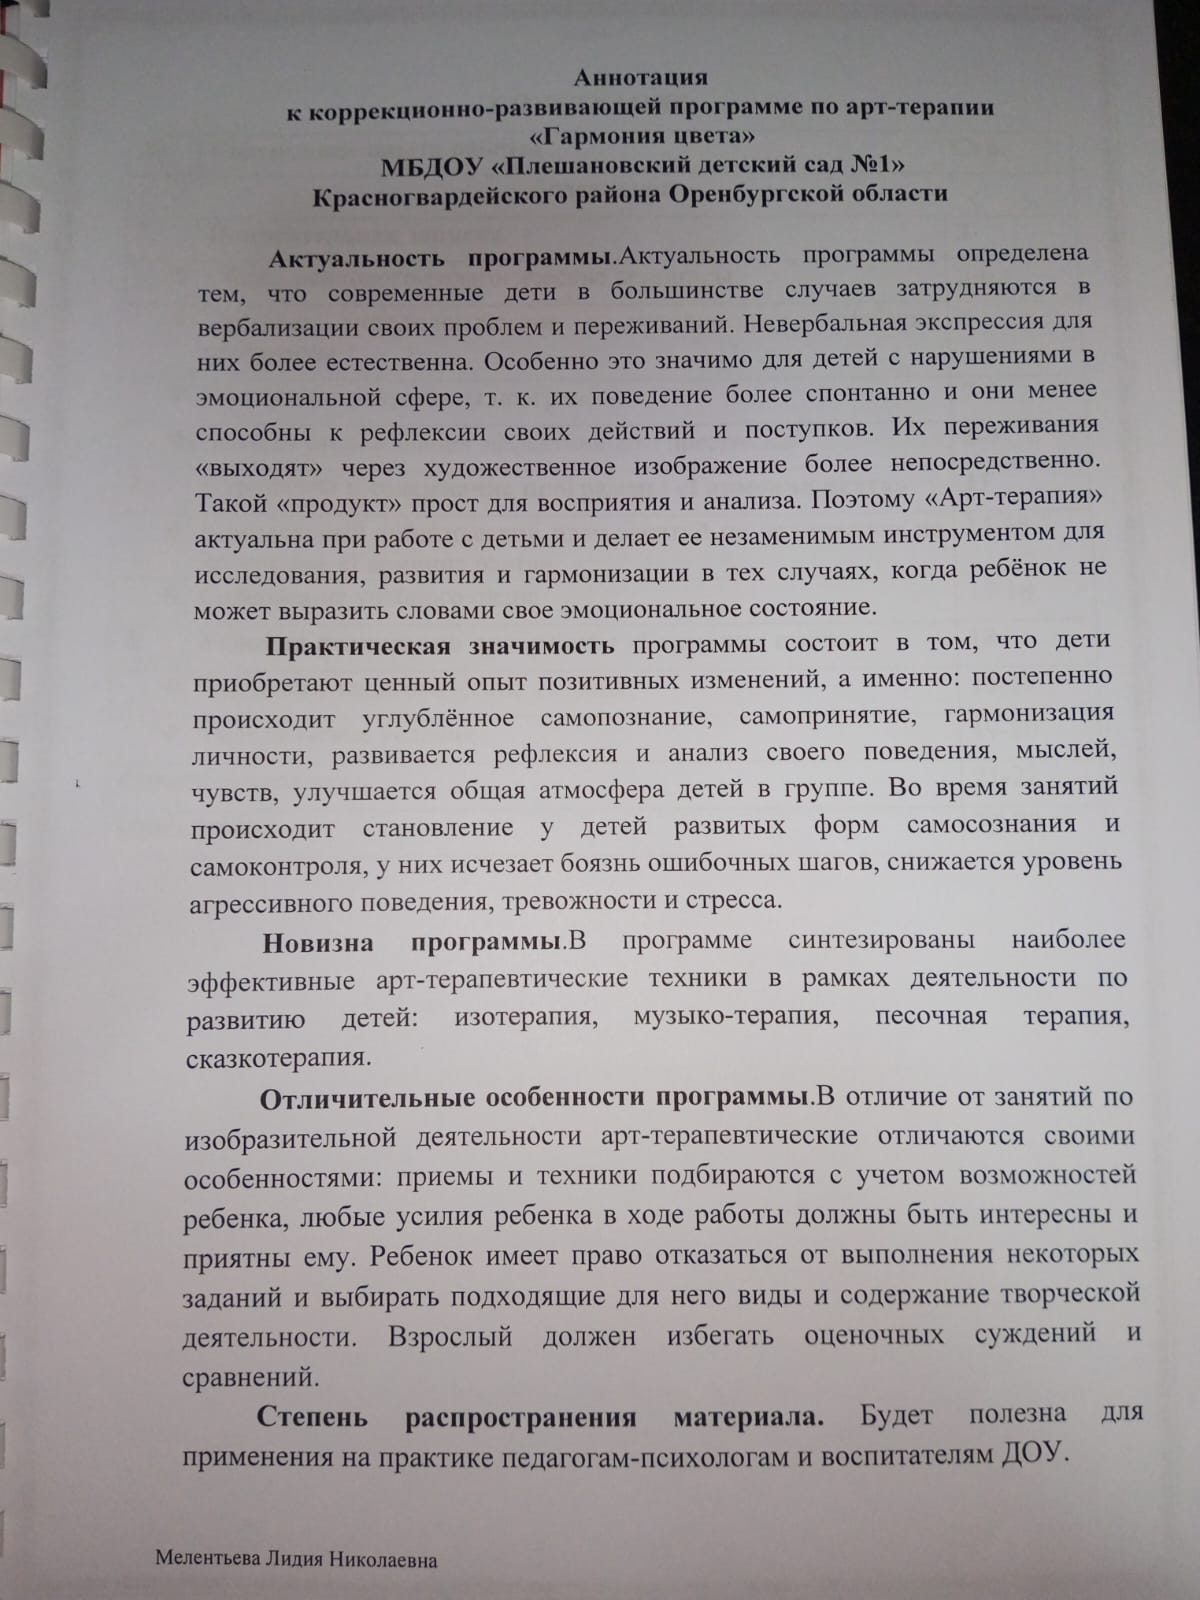 Аннотация
к коррекционно-развивающей программе по арт-терапии
«Гармония цвета»
МБДОУ «Плешановский детский сад №1»
Красногвардейского района Оренбургской области
Актуальность программы.Актуальность программы определена
тем, что современные дети в большинстве случаев затрудняются в
вербализации своих проблем и переживаний. Невербальная экспрессия для
них более естественна. Особенно это значимо для детей с нарушениями в
эмоциональной сфере, т. к. их поведение более спонтанно и они менее
способны к рефлексии своих действий и поступков. Их переживания
«выходят» через художественное изображение более непосредственно.
Такой «продукт» прост для восприятия и анализа. Поэтому «Арт-терапия»
актуальна при работе с детьми и делает ее незаменимым инструментом для
исследования, развития и гармонизации в тех случаях, когда ребёнок не
может выразить словами свое эмоциональное состояние.
Практическая значимость программы состоит в том, что дети
приобретают ценный опыт позитивных изменений, а именно: постепенно
происходит углублённое самопознание, самопринятие, гармонизация
личности, развивается рефлексия и анализ своего поведения, мыслей,
чувств, улучшается общая атмосфера детей в группе. Во время занятий
происходит становление у детей развитых форм самосознания и
самоконтроля, у них исчезает боязнь ошибочных шагов, снижается уровень
агрессивного поведения, тревожности и стресса.
Новизна программы.В программе синтезированы наиболее
эффективные арт-терапевтические техники в рамках деятельности по
развитию детей: изотерапия, музыко-терапия, песочная терапия,
сказкотерапия.
Отличительные особенности программы.В отличие от занятий по
изобразительной деятельности арт-терапевтические отличаются своими
особенностями: приемы и техники подбираются с учетом возможностей
ребенка, любые усилия ребенка в ходе работы должны быть интересны и
приятны ему. Ребенок имеет право отказаться от выполнения некоторых
заданий и выбирать подходящие для него виды и содержание творческой
деятельности. Взрослый должен избегать оценочных суждений и
сравнений.
Степень распространения материала. Будет полезна для
применения на практике педагогам-психологам и воспитателям ДОУ.
Мелентьева Лидия Николаевна